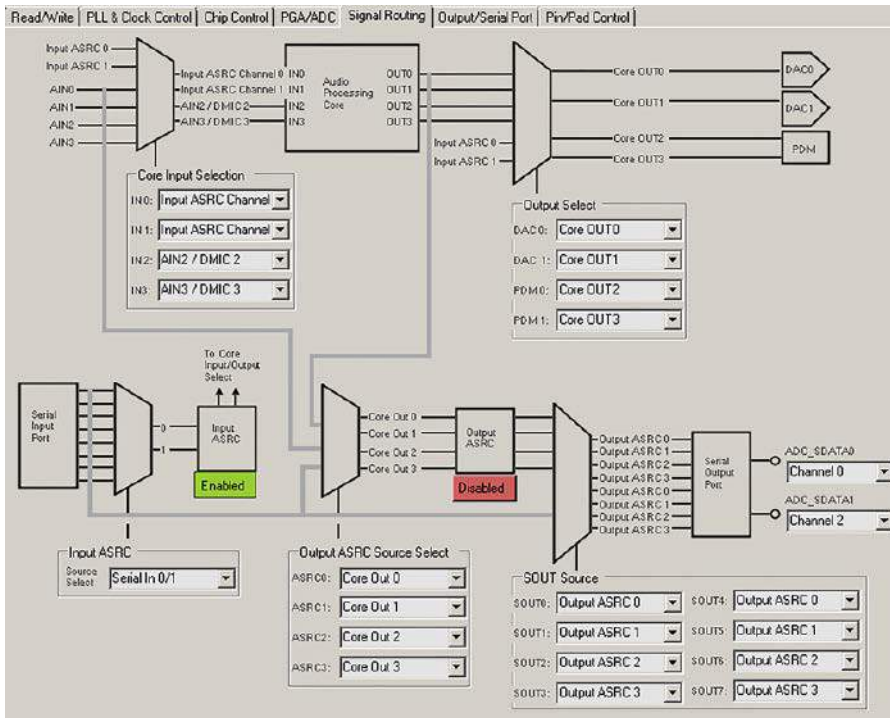 Read/Write PLL & Clock Control Chip Control PGA/ADC Signal Routing Output/Serial Port Pin/Pad Control
Input ASRC 0
Input ASRC 1
AIN0
AIN1
AIN2
AIN3
Input ASRC Channel 0
Input ASRC Channel 1
AIN2 / DMIC 2
AIN3 / DMIC 3
IN0
IN1
IN2
IN3
Audio
Processing
Core
OUT0
OUT1
OUT2
OUT3
Input ASRC 0
Input ASRC 1
Core OUT0
Core OUT1
Core OUT2
Core OUT3
DAC0
DAC1
PDM
Core Input Selection
IN0: Input ASRC Channel
IN1: Input ASRC Channel
IN2: AIN2 / DMIC 2
IN3: AIN3 / DMIC 3
Output Select
DAC0: Core OUT0
DAC 1: Core OUT1
PDM0: Core OUT2
PDM1: Core OUT3
To Core
Input/Output
Select
Serial
Input
Port
0
1
Input
ASRC
Enabled
Core Out 0
Core Out 1
Core Out 2
Core Out 3
Output
ASRC
Disabled
Output ASRC 0
Output ASRC 1
Output ASRC 2
Output ASRC 3
Output ASRC 0
Output ASRC 1
Output ASRC 2
Output ASRC 3
Serial
Output
Port
ADC_SDATA0
Channel 0
ADC_SDATA1
Channel 2
Input ASRC
Source
Select
Serial In 0/1
Output ASRC Source Select
ASRC0: Core Out 0
ASRC1: Core Out 1
ASRC2: Core Out 2
ASRC3: Core Out 3
SOUT Source
SOUT0: Output ASRC 0 SOUT4: Output ASRC 0
SOUT1: Output ASRC 1 SOUT5: Output ASRC 1
SOUT2: Output ASRC 2 SOUT6: Output ASRC 2
SOUT3: Output ASRC 3 SOUT7: Output ASRC 3